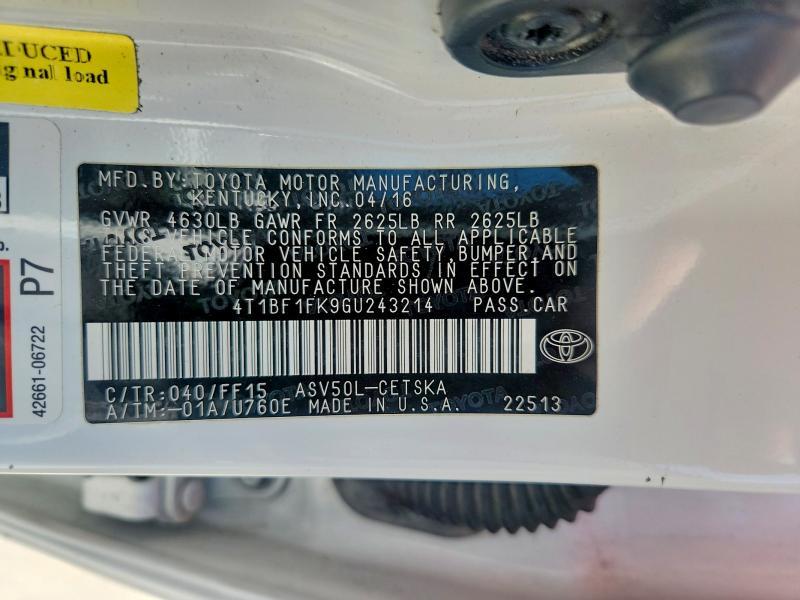 DUCED
g nal load
P7
42661-06722
MFD.BY:TOYOTA MOTOR MANUFACTURING,
KENTUCKY,INC.04/16
GVWR 4630LB GAWR FR 2625LB RR 2625LB
THIS VEHICLE CONFORMS TO ALL APPLICABLE
FEDERAL MOTOR VEHICLE SAFETY,BUMPER,AND
THEFT PREVENTION STANDARDS IN EFFECT ON
THE DATE OF MANUFACTURE SHOWN ABOVE.
4T1BF1FK9GU243214 PASS.CAR
C/TR:040/FF15 ASV50L-CETSKA
A/TM:-01A/U760E MADE IN U.S.A. 22513